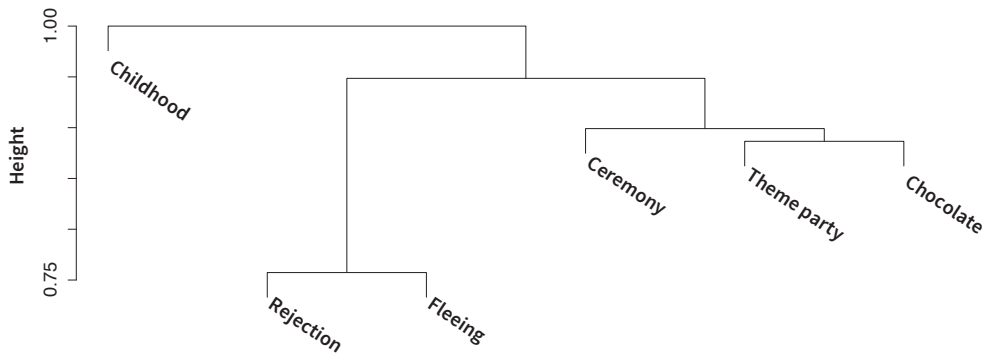 1.00
Height
0.75
Childhood
Rejection
Fleeing
Ceremony
Theme party
Chocolate